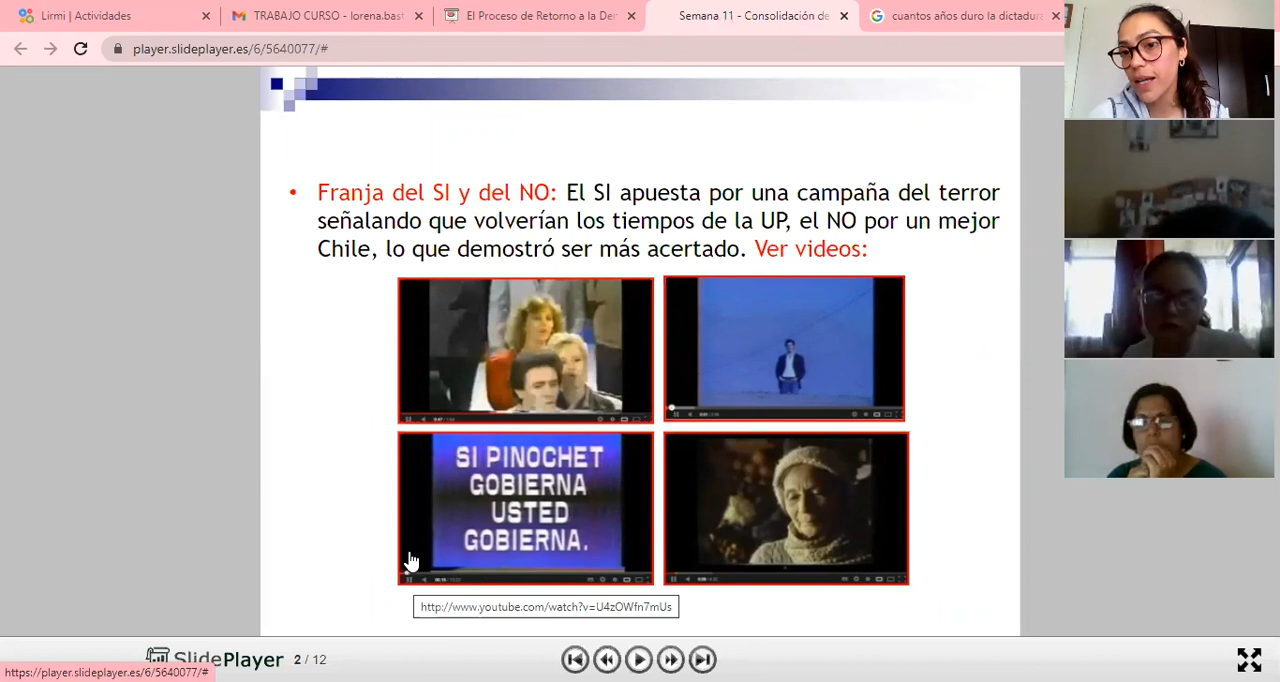 Lirmi | Actividades
TRABAJO CURSO - lorena.bast
El Proceso de Retorno a la Der
Semana 11 - Consolidación de
cuantos años duro la dictadura
player.slideplayer.es/6/5640077/#
• Franja del SI y del NO: El SI apuesta por una campaña del terror
señalando que volverían los tiempos de la UP, el NO por un mejor
Chile, lo que demostró ser más acertado. Ver videos:
SI PINOCHET
GOBIERNA
USTED
GOBIERNA.
http://www.youtube.com/watch?v=U4zOWfn7mUs
SlidePlayer
2 / 12
https://player.slideplayer.es/6/5640077/#